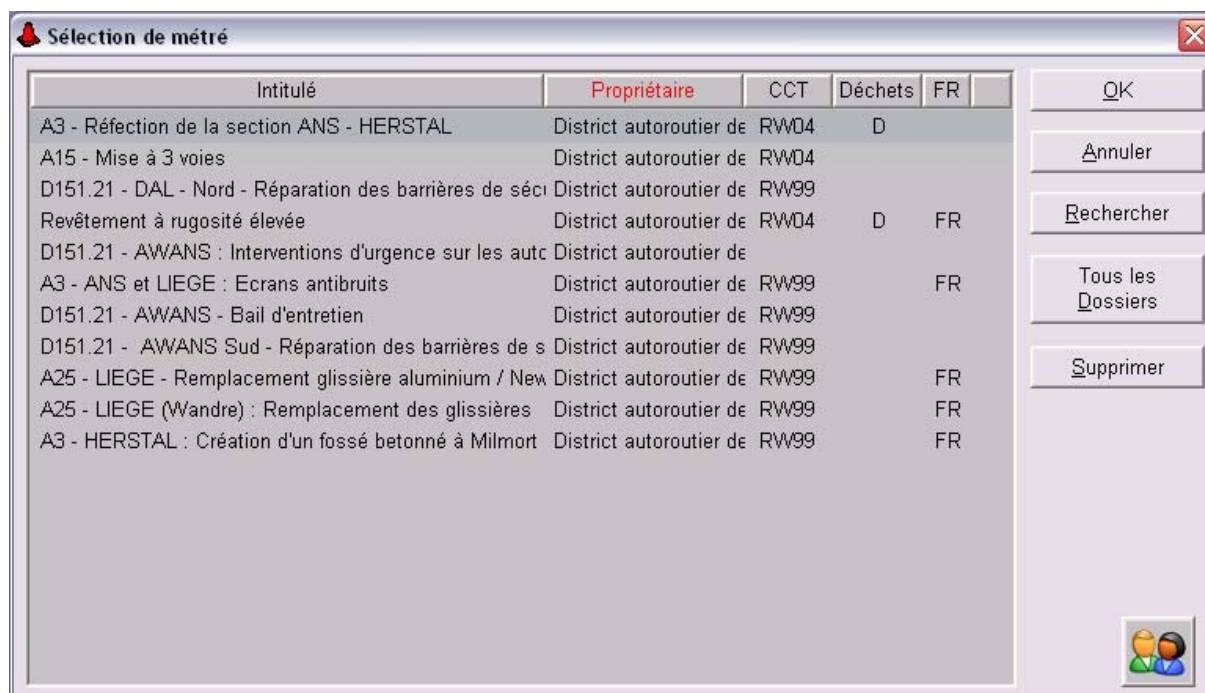 Sélection de métré
Intitulé Propriétaire CCT Déchets FR
A3 - Réfection de la section ANS - HERSTAL District autoroutier de RW04 D
A15 - Mise à 3 voies District autoroutier de RW04
D151.21 - DAL - Nord - Réparation des barrières de sécu District autoroutier de RW99
Revêtement à rugosité élevée District autoroutier de RW04 D FR
D151.21 - AWANS : Interventions d'urgence sur les auto District autoroutier de
A3 - ANS et LIEGE : Ecrans antibruits District autoroutier de RW99 FR
D151.21 - AWANS - Bail d'entretien District autoroutier de RW99
D151.21 - AWANS Sud - Réparation des barrières de s District autoroutier de RW99
A25 - LIEGE - Remplacement glissière aluminium / New District autoroutier de RW99 FR
A25 - LIEGE (Wandre) : Remplacement des glissières District autoroutier de RW99 FR
A3 - HERSTAL : Création d'un fossé betonné à Milmort District autoroutier de RW99 FR
OK
Annuler
Rechercher
Tous les
Dossiers
Supprimer